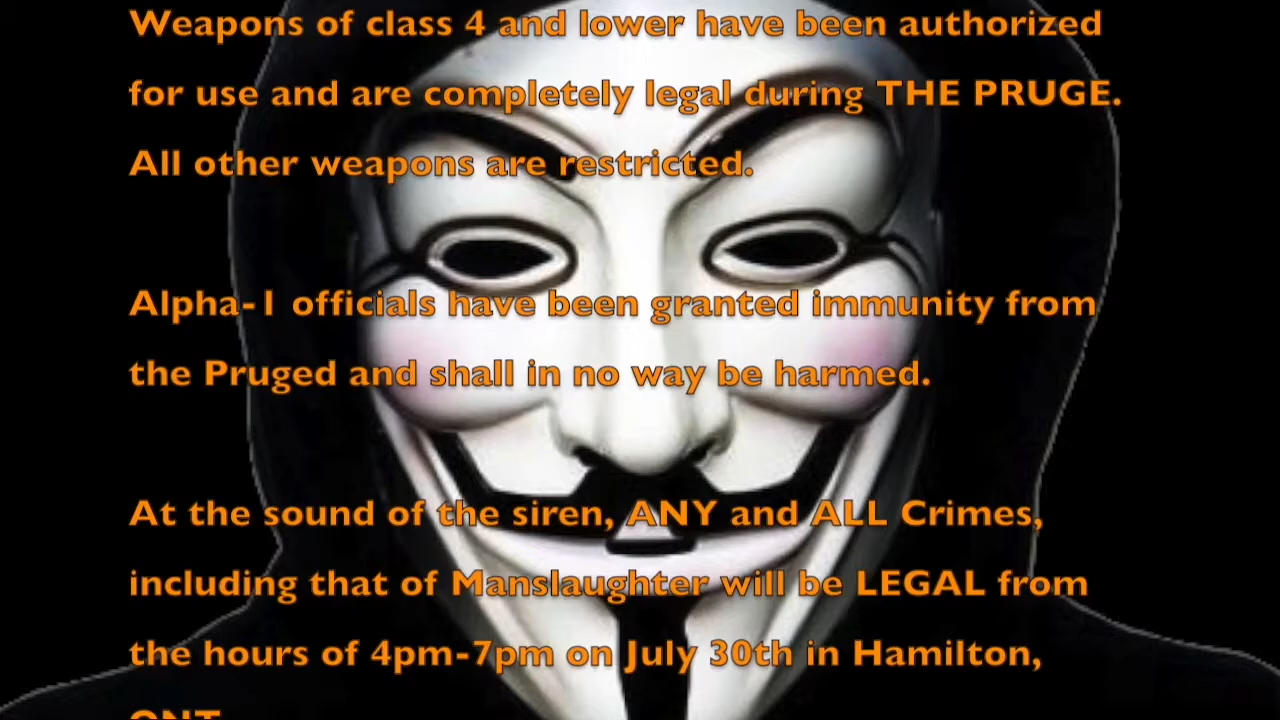 Weapons of class 4 and lower have been authorized
for use and are completely legal during THE PRUGE.
All other weapons are restricted.
Alpha-1 officials have been granted immunity from
the Pruged and shall in no way be harmed.
At the sound of the siren, ANY and ALL Crimes,
including that of Manslaughter will be LEGAL from
the hours of 4pm-7pm on July 30th in Hamilton,
ONT